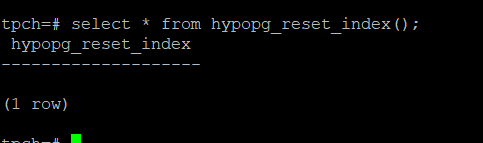 tpch=# select * from hypopg_reset_index();
 hypopg_reset_index
--------------------
(1 row)
tpch=#